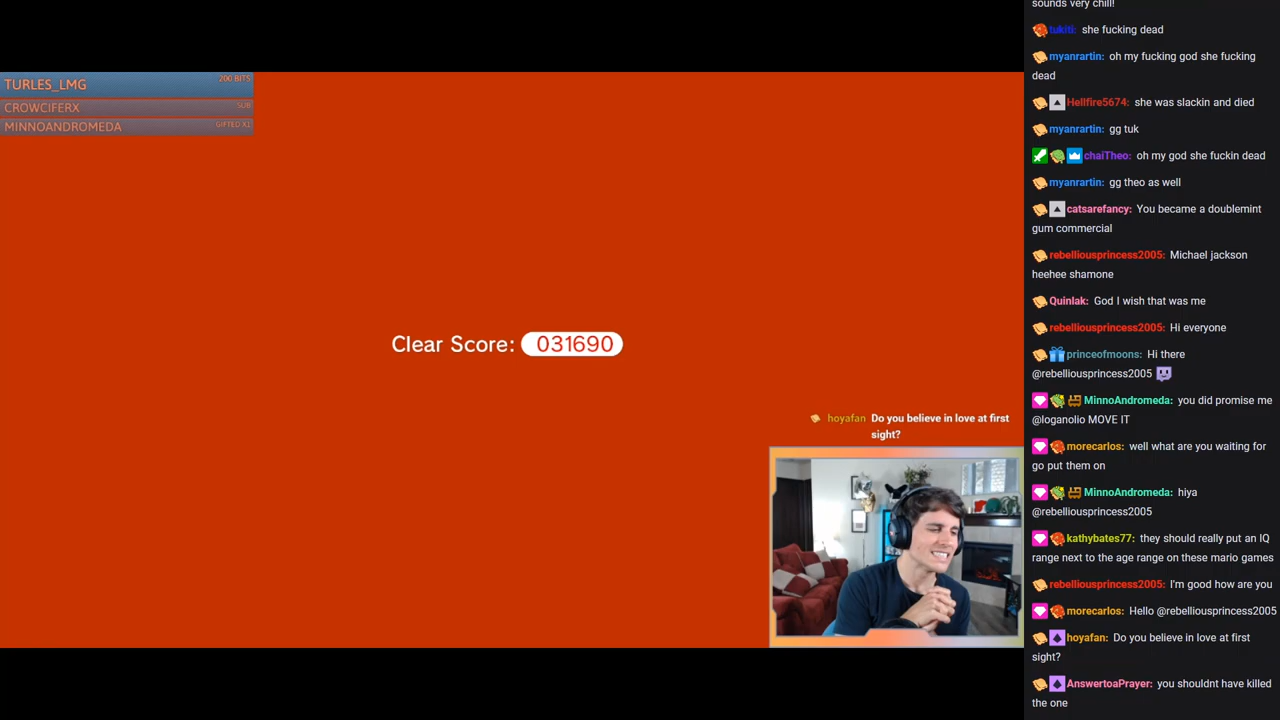 TURLES_LMG 200 BITS
CROWCIFERX SUB
MINNOANDROMEDA GIFTED X1
Clear Score: 031690
hoyafan Do you believe in love at first
sight?
sounds very chill!
tukiti: she fucking dead
myanrartin: oh my fucking god she fucking
dead
Hellfire5674: she was slackin and died
myanrartin: gg tuk
chaiTheo: oh my god she fuckin dead
myanrartin: gg theo as well
catsarefancy: You became a doublemint
gum commercial
rebelliousprincess2005: Michael jackson
heehee shamone
Quinlak: God I wish that was me
rebelliousprincess2005: Hi everyone
princeofmoons: Hi there
@rebelliousprincess2005
MinnoAndromeda: you did promise me
@loganolio MOVE IT
morecarlos: well what are you waiting for
go put them on
MinnoAndromeda: hiya
@rebelliousprincess2005
kathybates77: they should really put an IQ
range next to the age range on these mario games
rebelliousprincess2005: I'm good how are you
morecarlos: Hello @rebelliousprincess2005
hoyafan: Do you believe in love at first
sight?
AnswertoaPrayer: you shouldnt have killed
the one